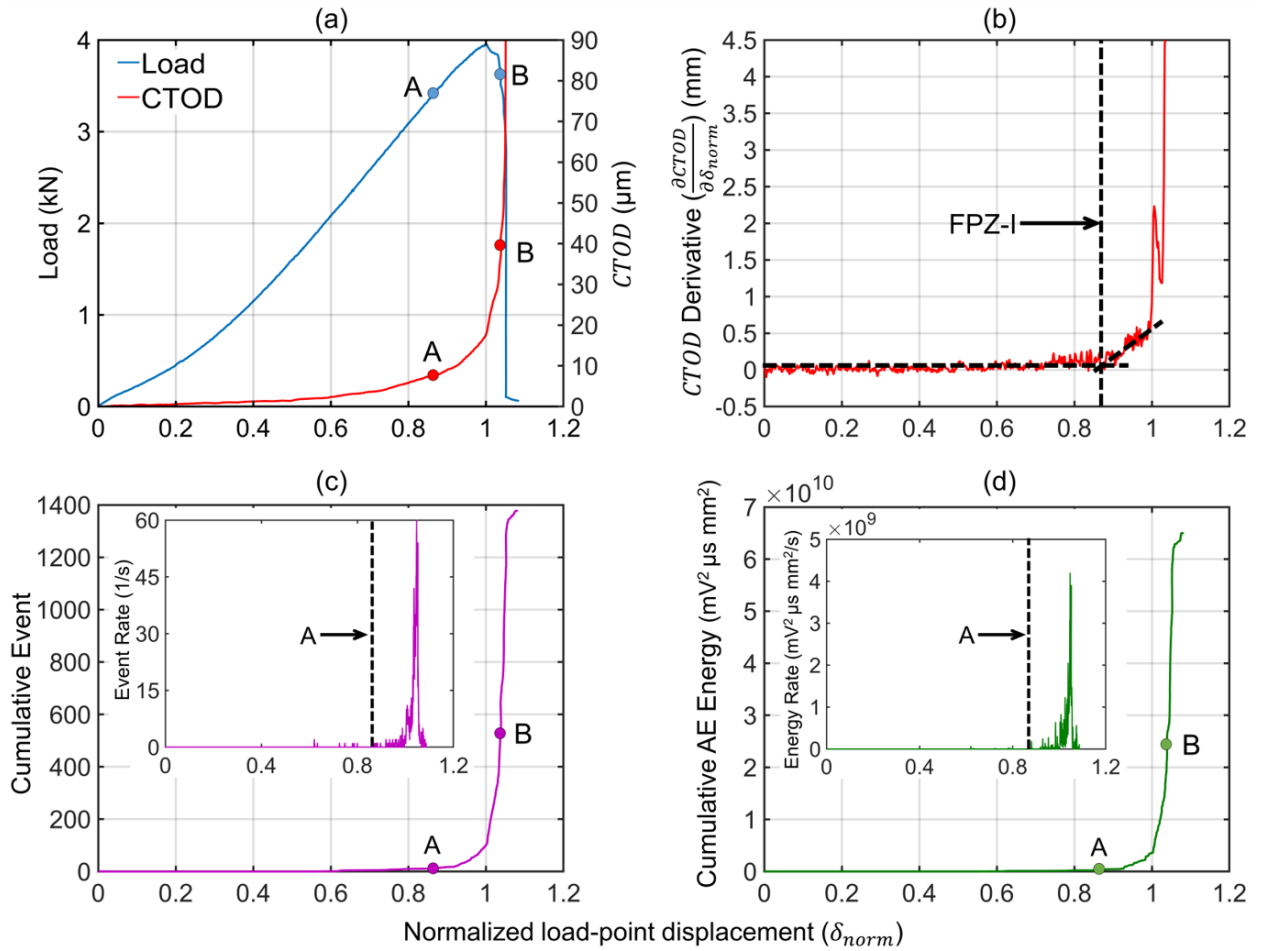 (a)
Load
CTOD
A
B
A
B
4
3
2
1
0
90
80
70
60
50
40
30
20
10
0
0 0.2 0.4 0.6 0.8 1 1.2
Load (kN)
CTOD (μm)
(b)
CTOD Derivative (∂CTOD/∂δnorm) (mm)
4.5
4
3.5
3
2.5
2
1.5
1
0.5
0
-0.5
FPZ-I
0 0.2 0.4 0.6 0.8 1 1.2
(c)
Cumulative Event
1400
1200
1000
800
600
400
200
0
Event Rate (1/s)
60
45
30
15
0
A
0 0.4 0.8 1.2
B
A
0 0.2 0.4 0.6 0.8 1 1.2
(d)
×10¹⁰
Cumulative AE Energy (mV² μs mm²)
7
6
5
4
3
2
1
0
×10⁹
Energy Rate (mV² μs mm²/s)
5
4
3
2
1
0
A
0 0.4 0.8 1.2
B
A
0 0.2 0.4 0.6 0.8 1 1.2
Normalized load-point displacement (δnorm)